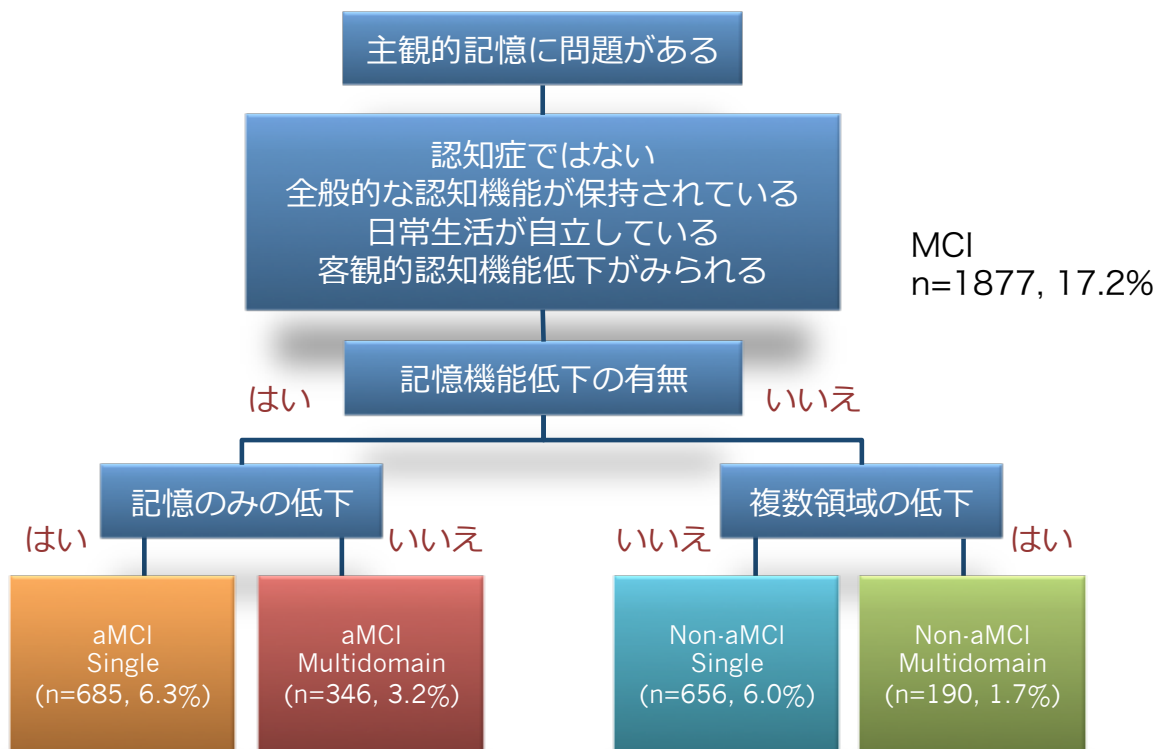 主観的記憶に問題がある
認知症ではない
全般的な認知機能が保持されている
日常生活が自立している
客観的認知機能低下がみられる
MCI
n=1877, 17.2%
記憶機能低下の有無
はい
いいえ
記憶のみの低下
複数領域の低下
はい
いいえ
いいえ
はい
aMCI
Single
(n=685, 6.3%)
aMCI
Multidomain
(n=346, 3.2%)
Non-aMCI
Single
(n=656, 6.0%)
Non-aMCI
Multidomain
(n=190, 1.7%)